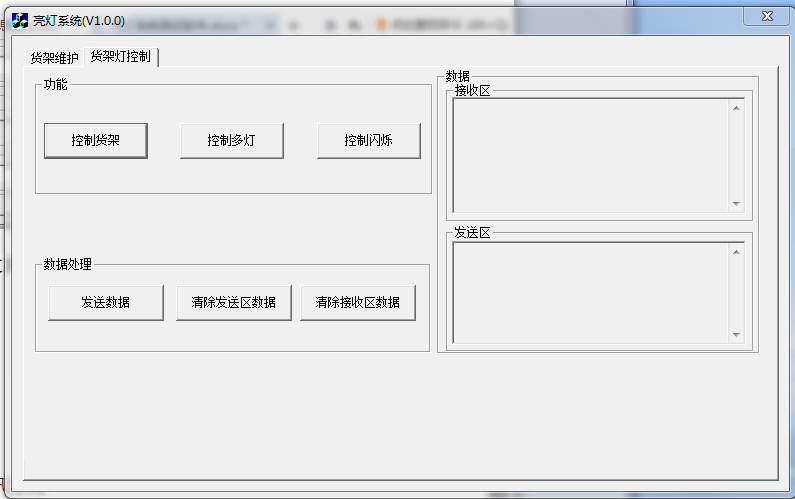 亮灯系统(V1.0.0)
货架维护 货架灯控制
功能
控制货架 控制多灯 控制闪烁
数据处理
发送数据 清除发送区数据 清除接收区数据
数据
接收区
发送区